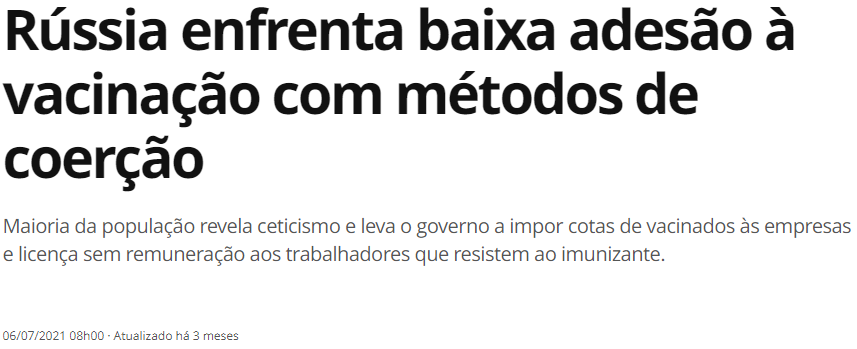 Rússia enfrenta baixa adesão à
vacinação com métodos de
coerção
Maioria da população revela ceticismo e leva o governo a impor cotas de vacinados às empresas
e licença sem remuneração aos trabalhadores que resistem ao imunizante.
06/07/2021 08h00 · Atualizado há 3 meses